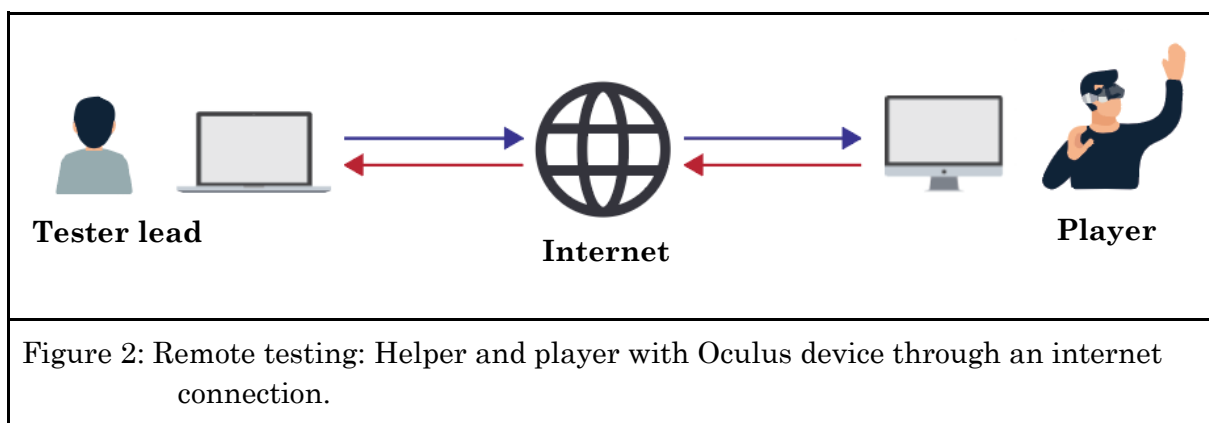 Tester lead
Internet
Player
Figure 2: Remote testing: Helper and player with Oculus device through an internet
connection.